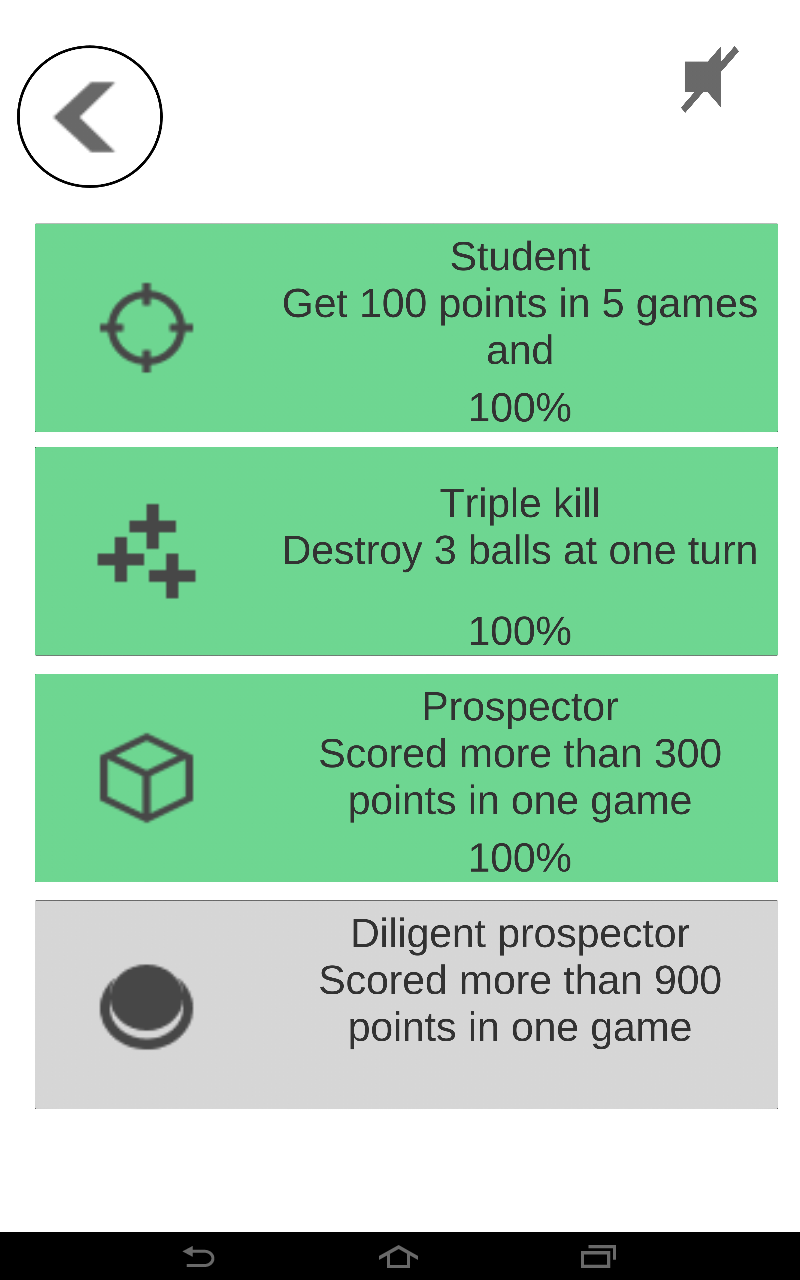 Student
Get 100 points in 5 games
and
100%
Triple kill
Destroy 3 balls at one turn
100%
Prospector
Scored more than 300
points in one game
100%
Diligent prospector
Scored more than 900
points in one game